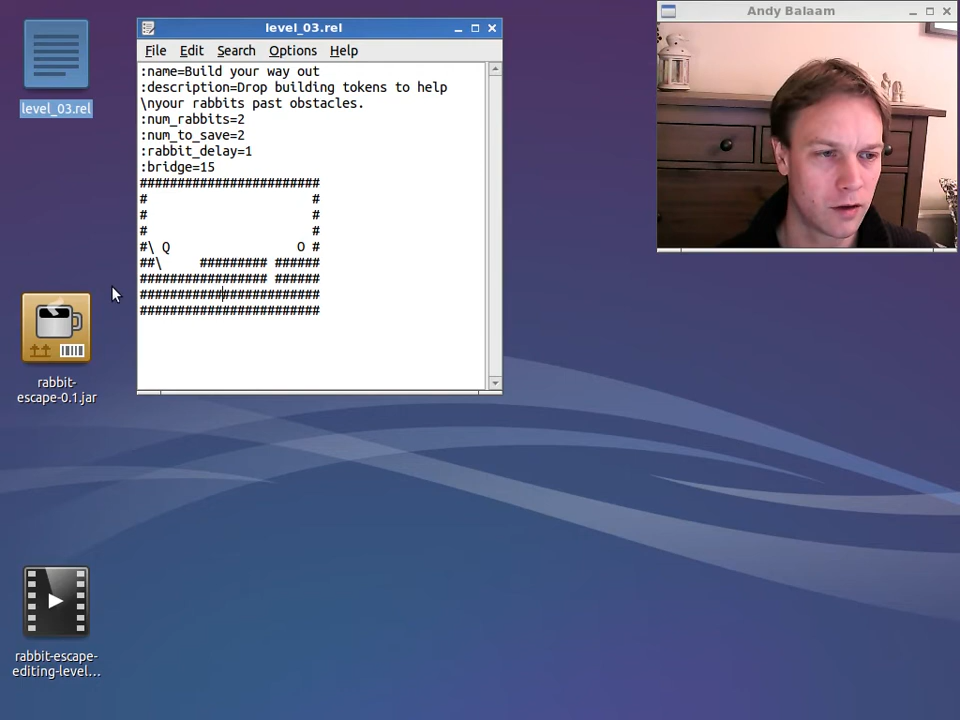 level_03.rel
Andy Balaam
File Edit Search Options Help
:name=Build your way out
:description=Drop building tokens to help
\nyour rabbits past obstacles.
:num_rabbits=2
:num_to_save=2
:rabbit_delay=1
:bridge=15
########################
#                      #
#                      #
#                      #
#\ Q                 O #
##\     ######### ######
################# ######
########################
########################
level_03.rel
rabbit-
escape-0.1.jar
rabbit-escape-
editing-level...